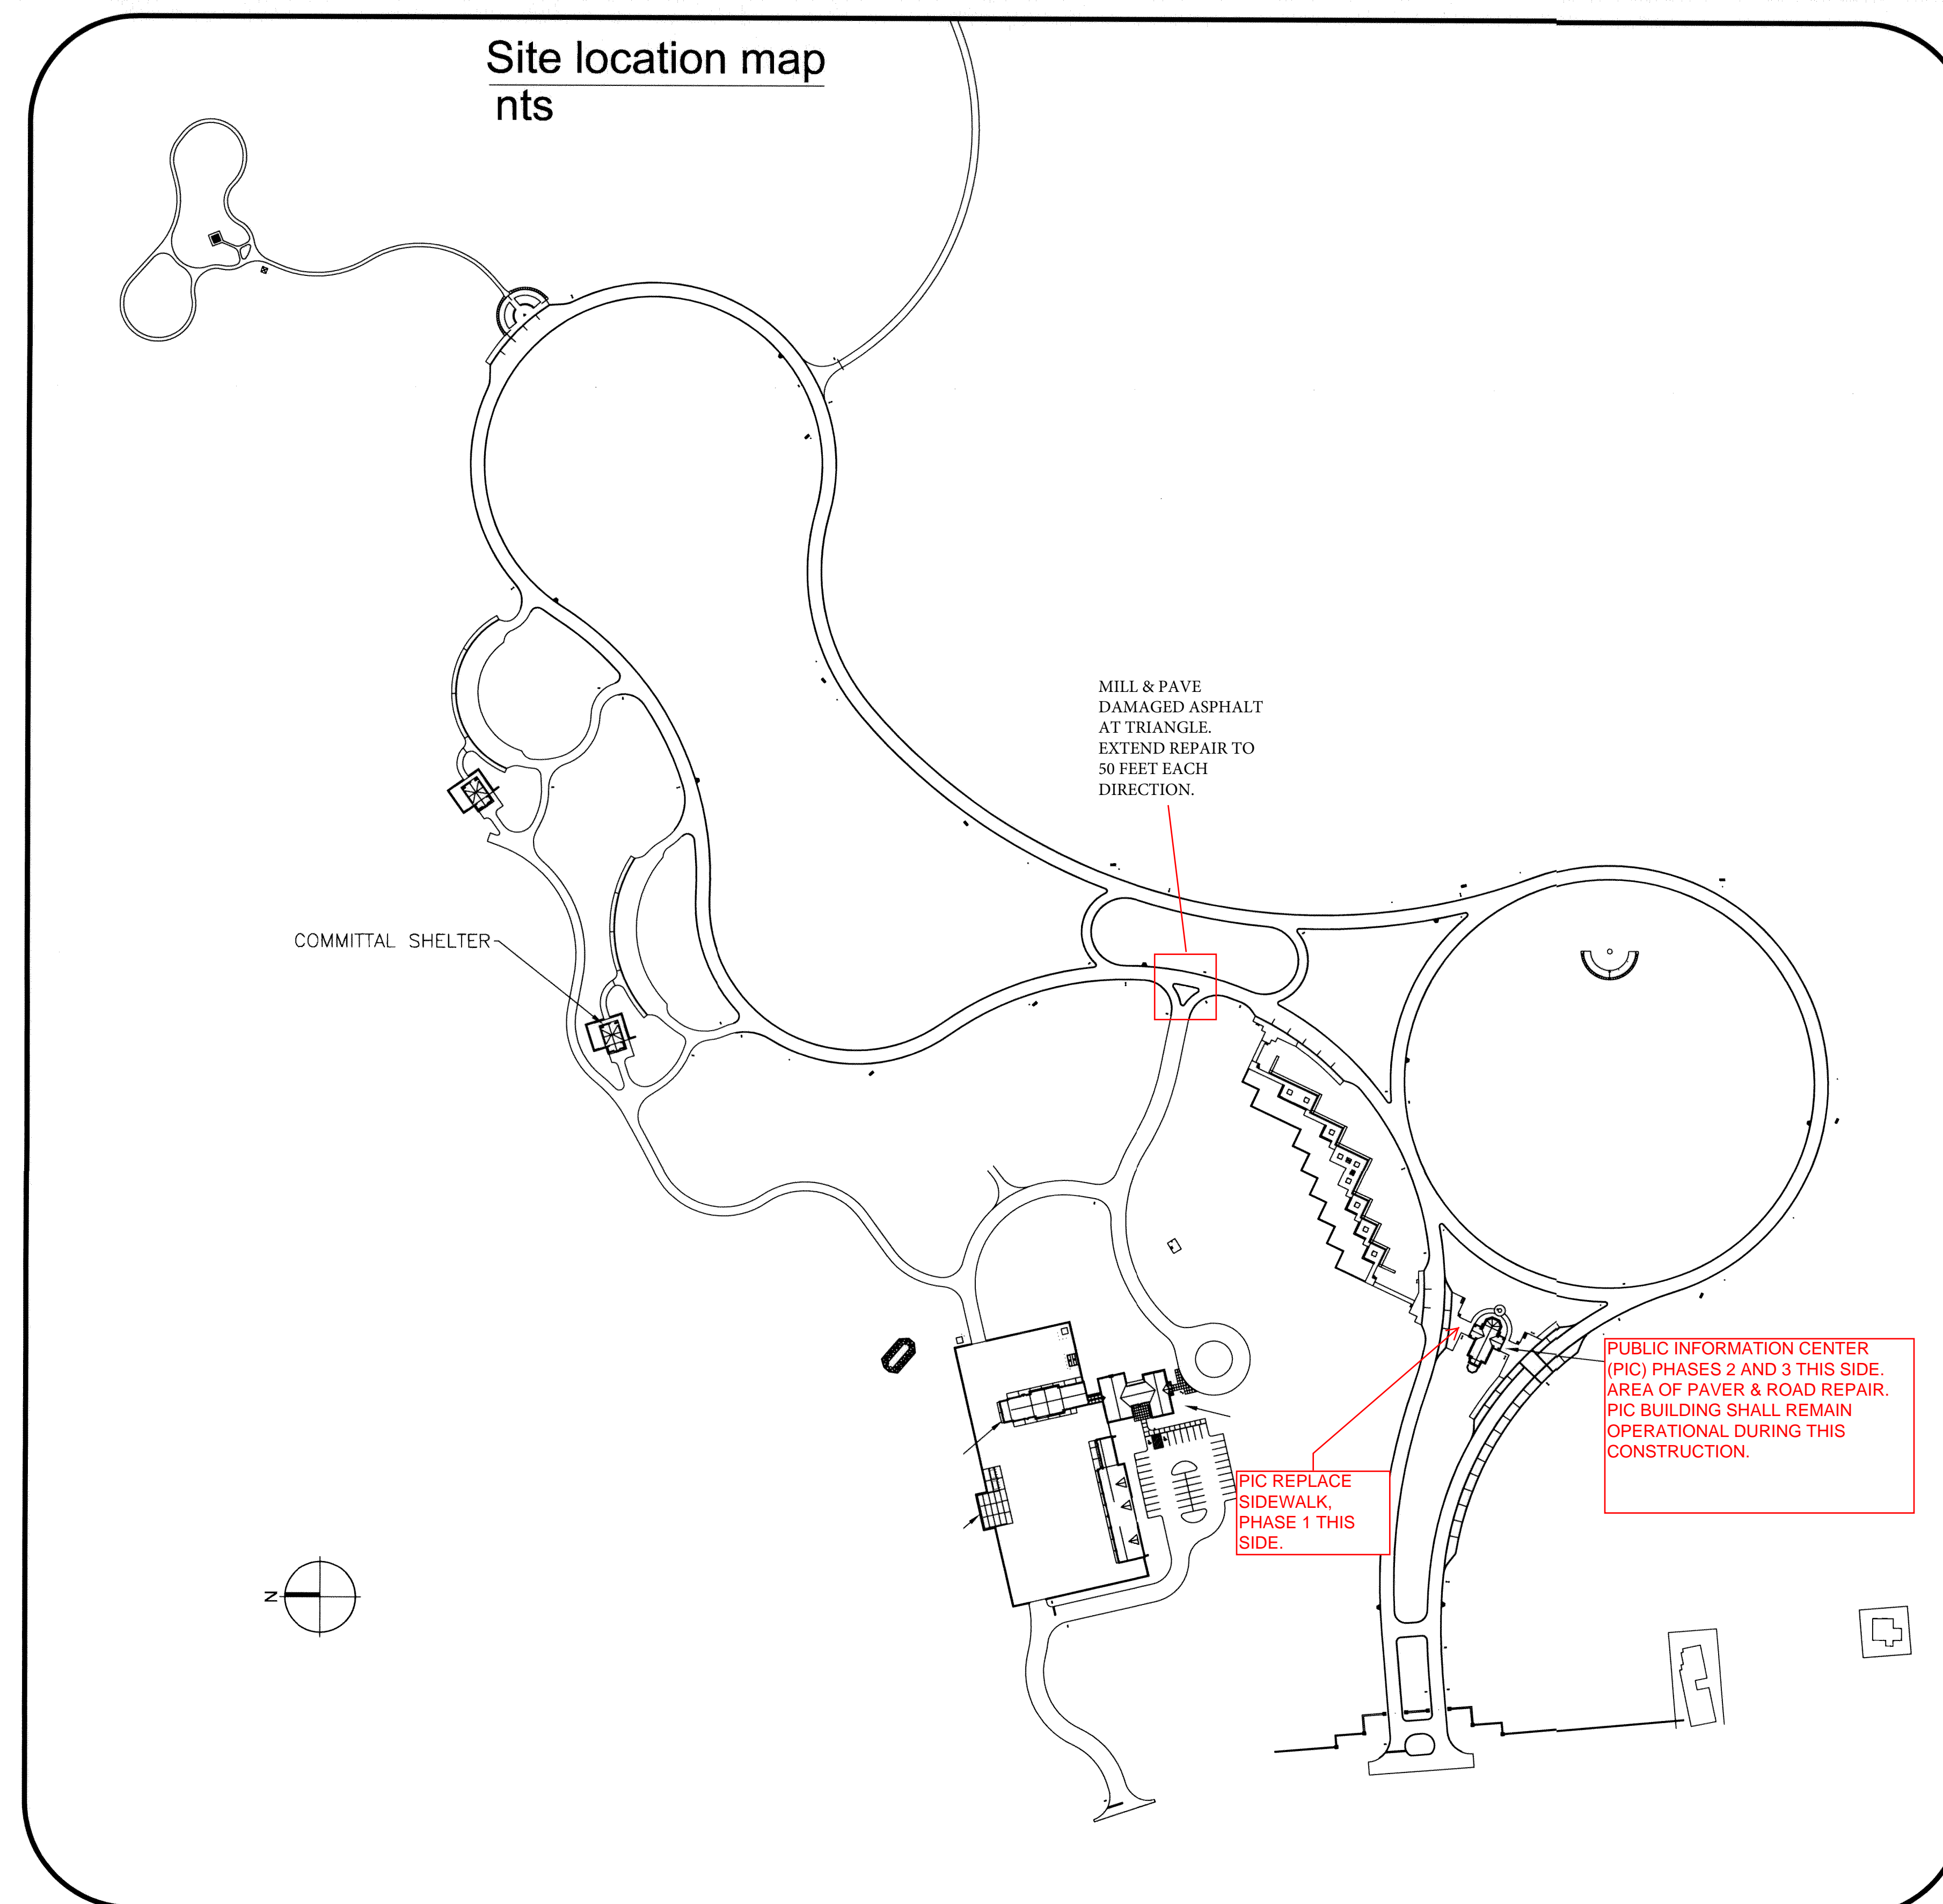 Site location map
nts
MILL & PAVE
DAMAGED ASPHALT
AT TRIANGLE.
EXTEND REPAIR TO
50 FEET EACH
DIRECTION.
COMMITTAL SHELTER
PUBLIC INFORMATION CENTER
(PIC) PHASES 2 AND 3 THIS SIDE.
AREA OF PAVER & ROAD REPAIR.
PIC BUILDING SHALL REMAIN
OPERATIONAL DURING THIS
CONSTRUCTION.
PIC REPLACE
SIDEWALK,
PHASE 1 THIS
SIDE.
N